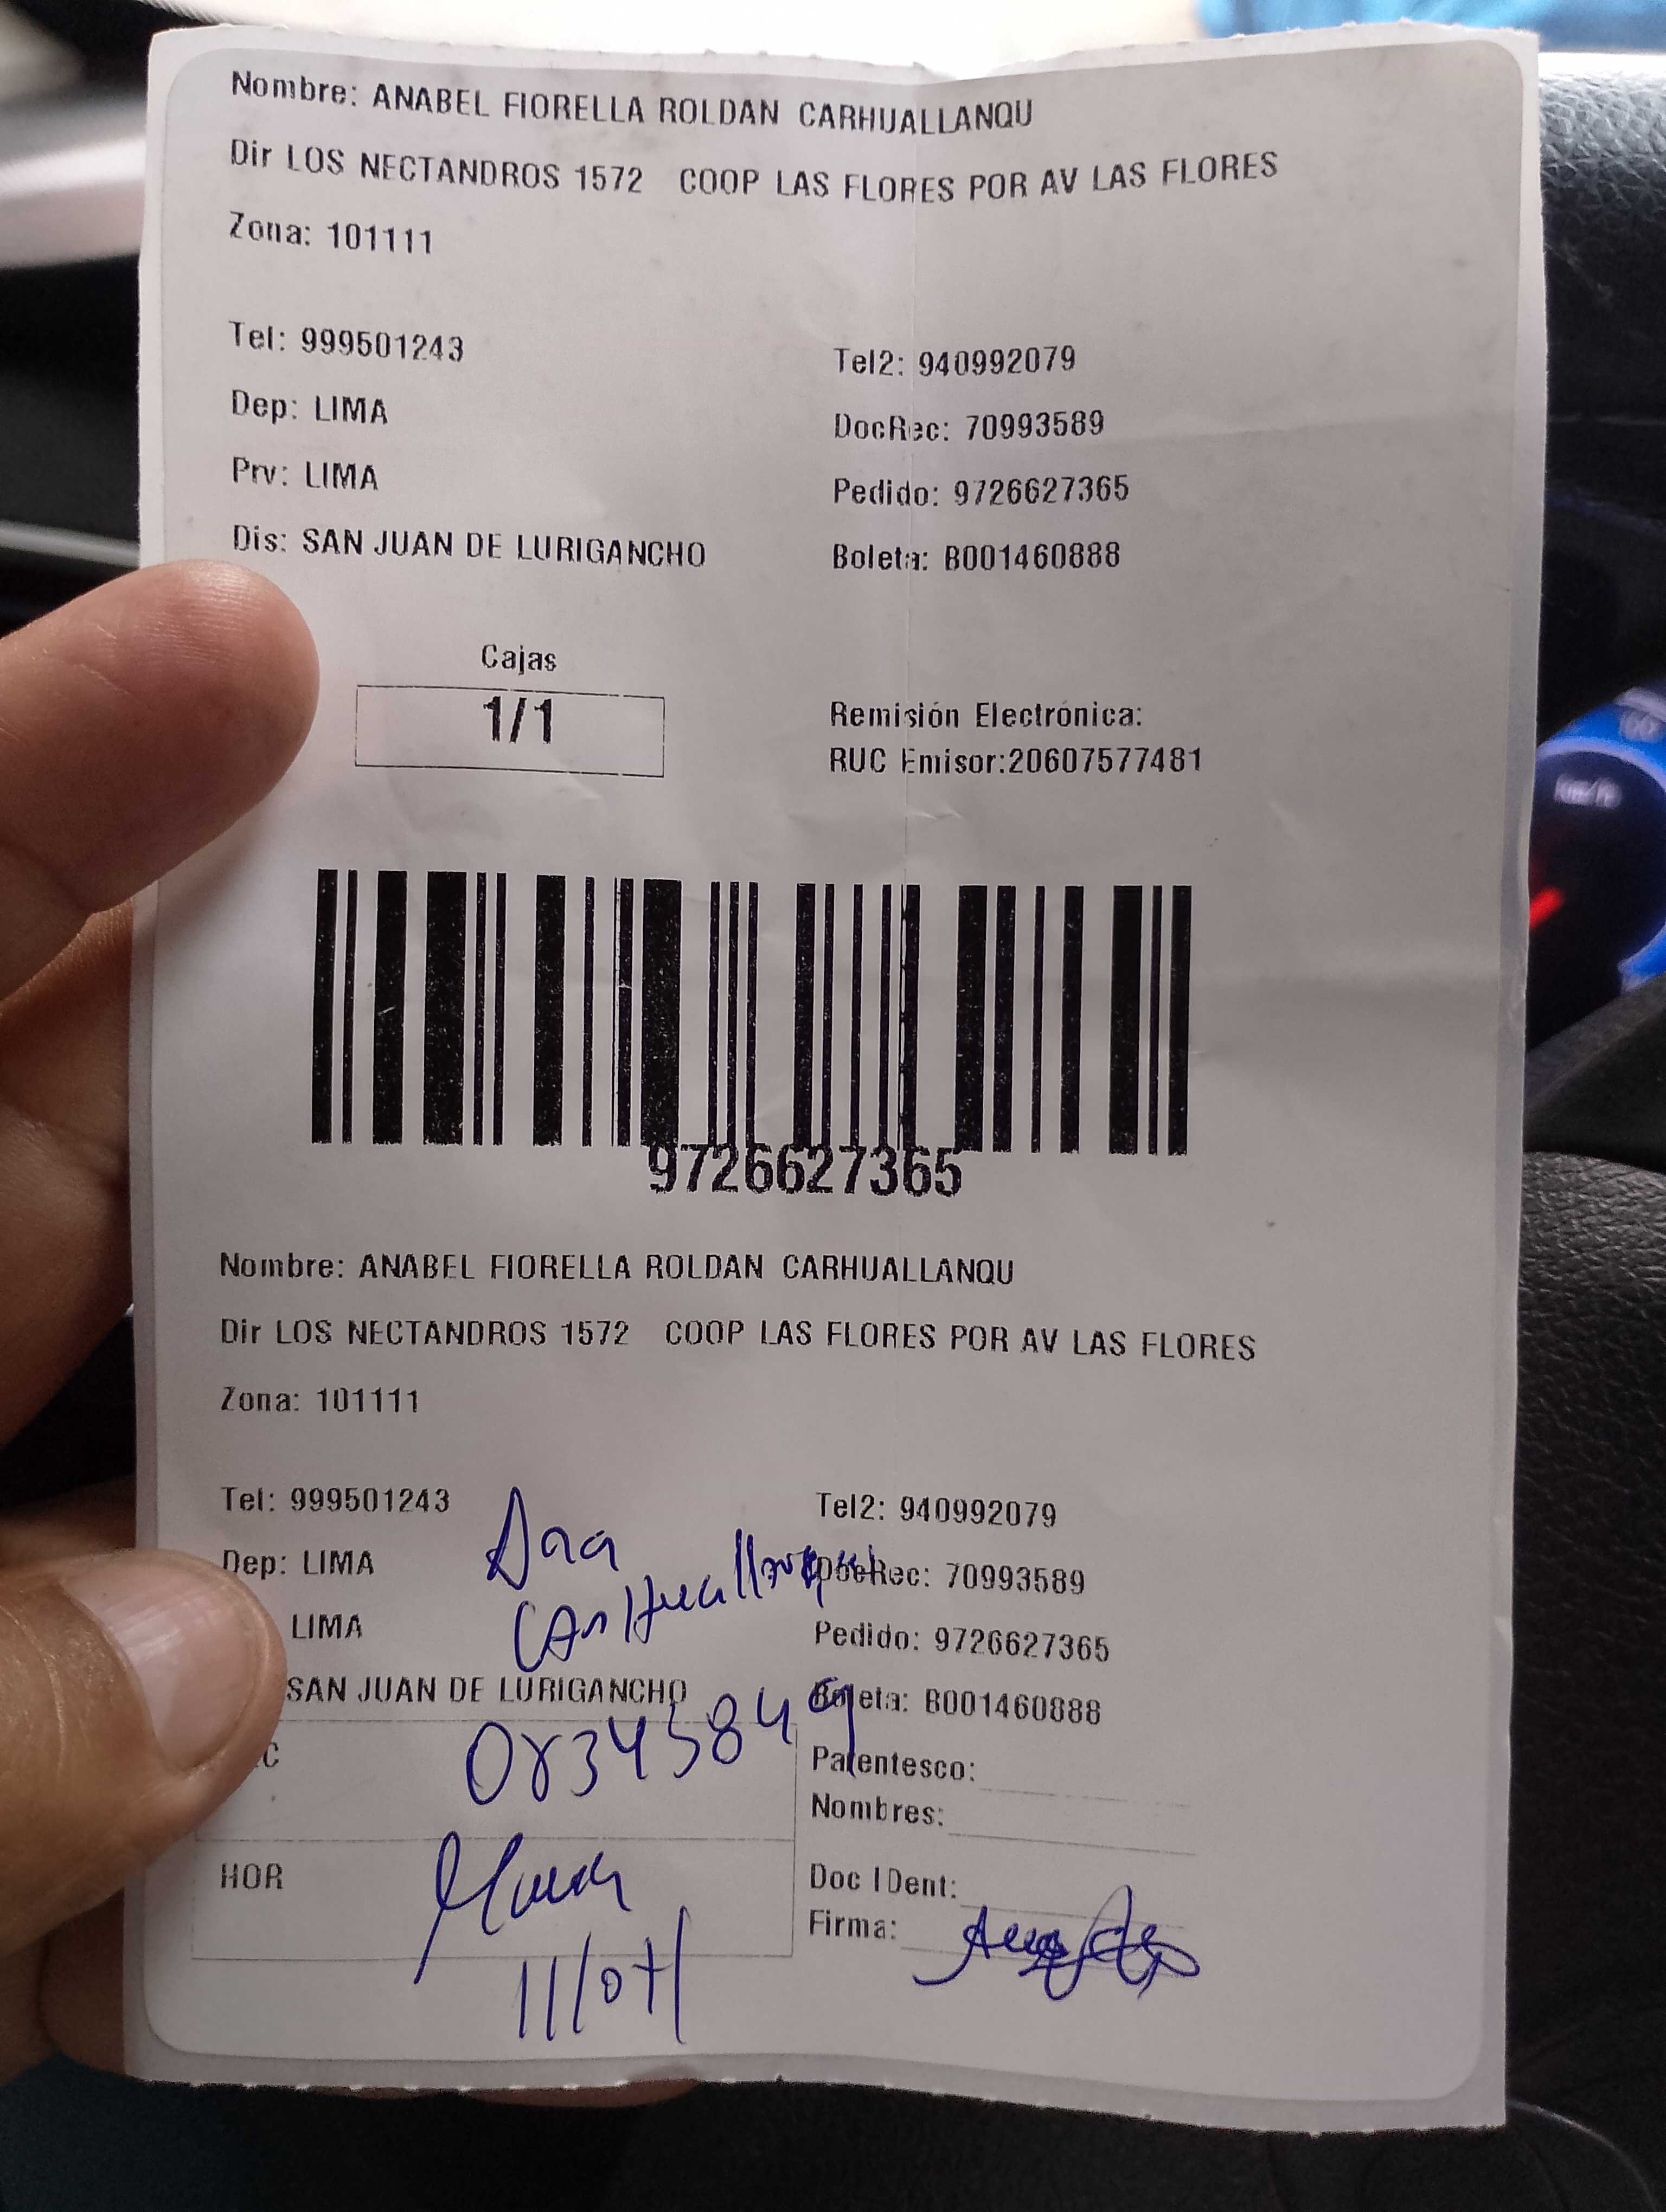 Nombre: ANABEL FIORELLA ROLDAN CARHUALLANQU
Dir LOS NECTANDROS 1572 COOP LAS FLORES POR AV LAS FLORES
Zona: 101111
Tel: 999501243
Tel2: 940992079
Dep: LIMA
DocRec: 70993589
Prv: LIMA
Pedido: 9726627365
Dis: SAN JUAN DE LURIGANCHO
Boleta: B001460888
Cajas
1/1
Remisión Electrónica:
RUC Emisor:20607577481
9726627365
Nombre: ANABEL FIORELLA ROLDAN CARHUALLANQU
Dir LOS NECTANDROS 1572 COOP LAS FLORES POR AV LAS FLORES
Zona: 101111
Tel: 999501243
Tel2: 940992079
Dep: LIMA
Ana
DocRec: 70993589
LIMA
Pedido: 9726627365
SAN JUAN DE LURIGANCHO
Boleta: B001460888
Parentesco:
Nombres:
HOR
Doc IDent:
Firma:
11/07/